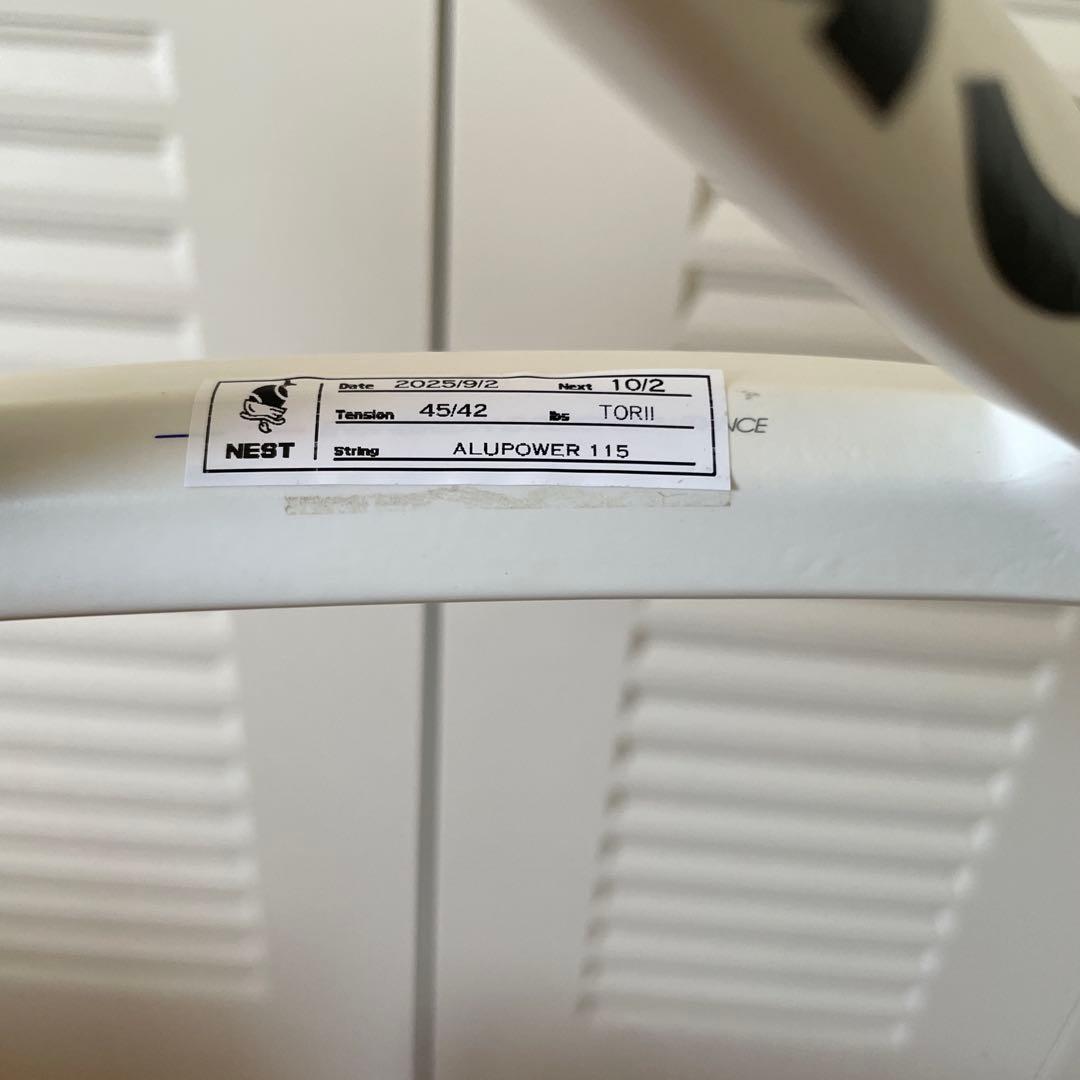 Date 2025/9/2 Next 10/2
Tension 45/42 lbs TORII
NEST String ALUPOWER 115
NCE